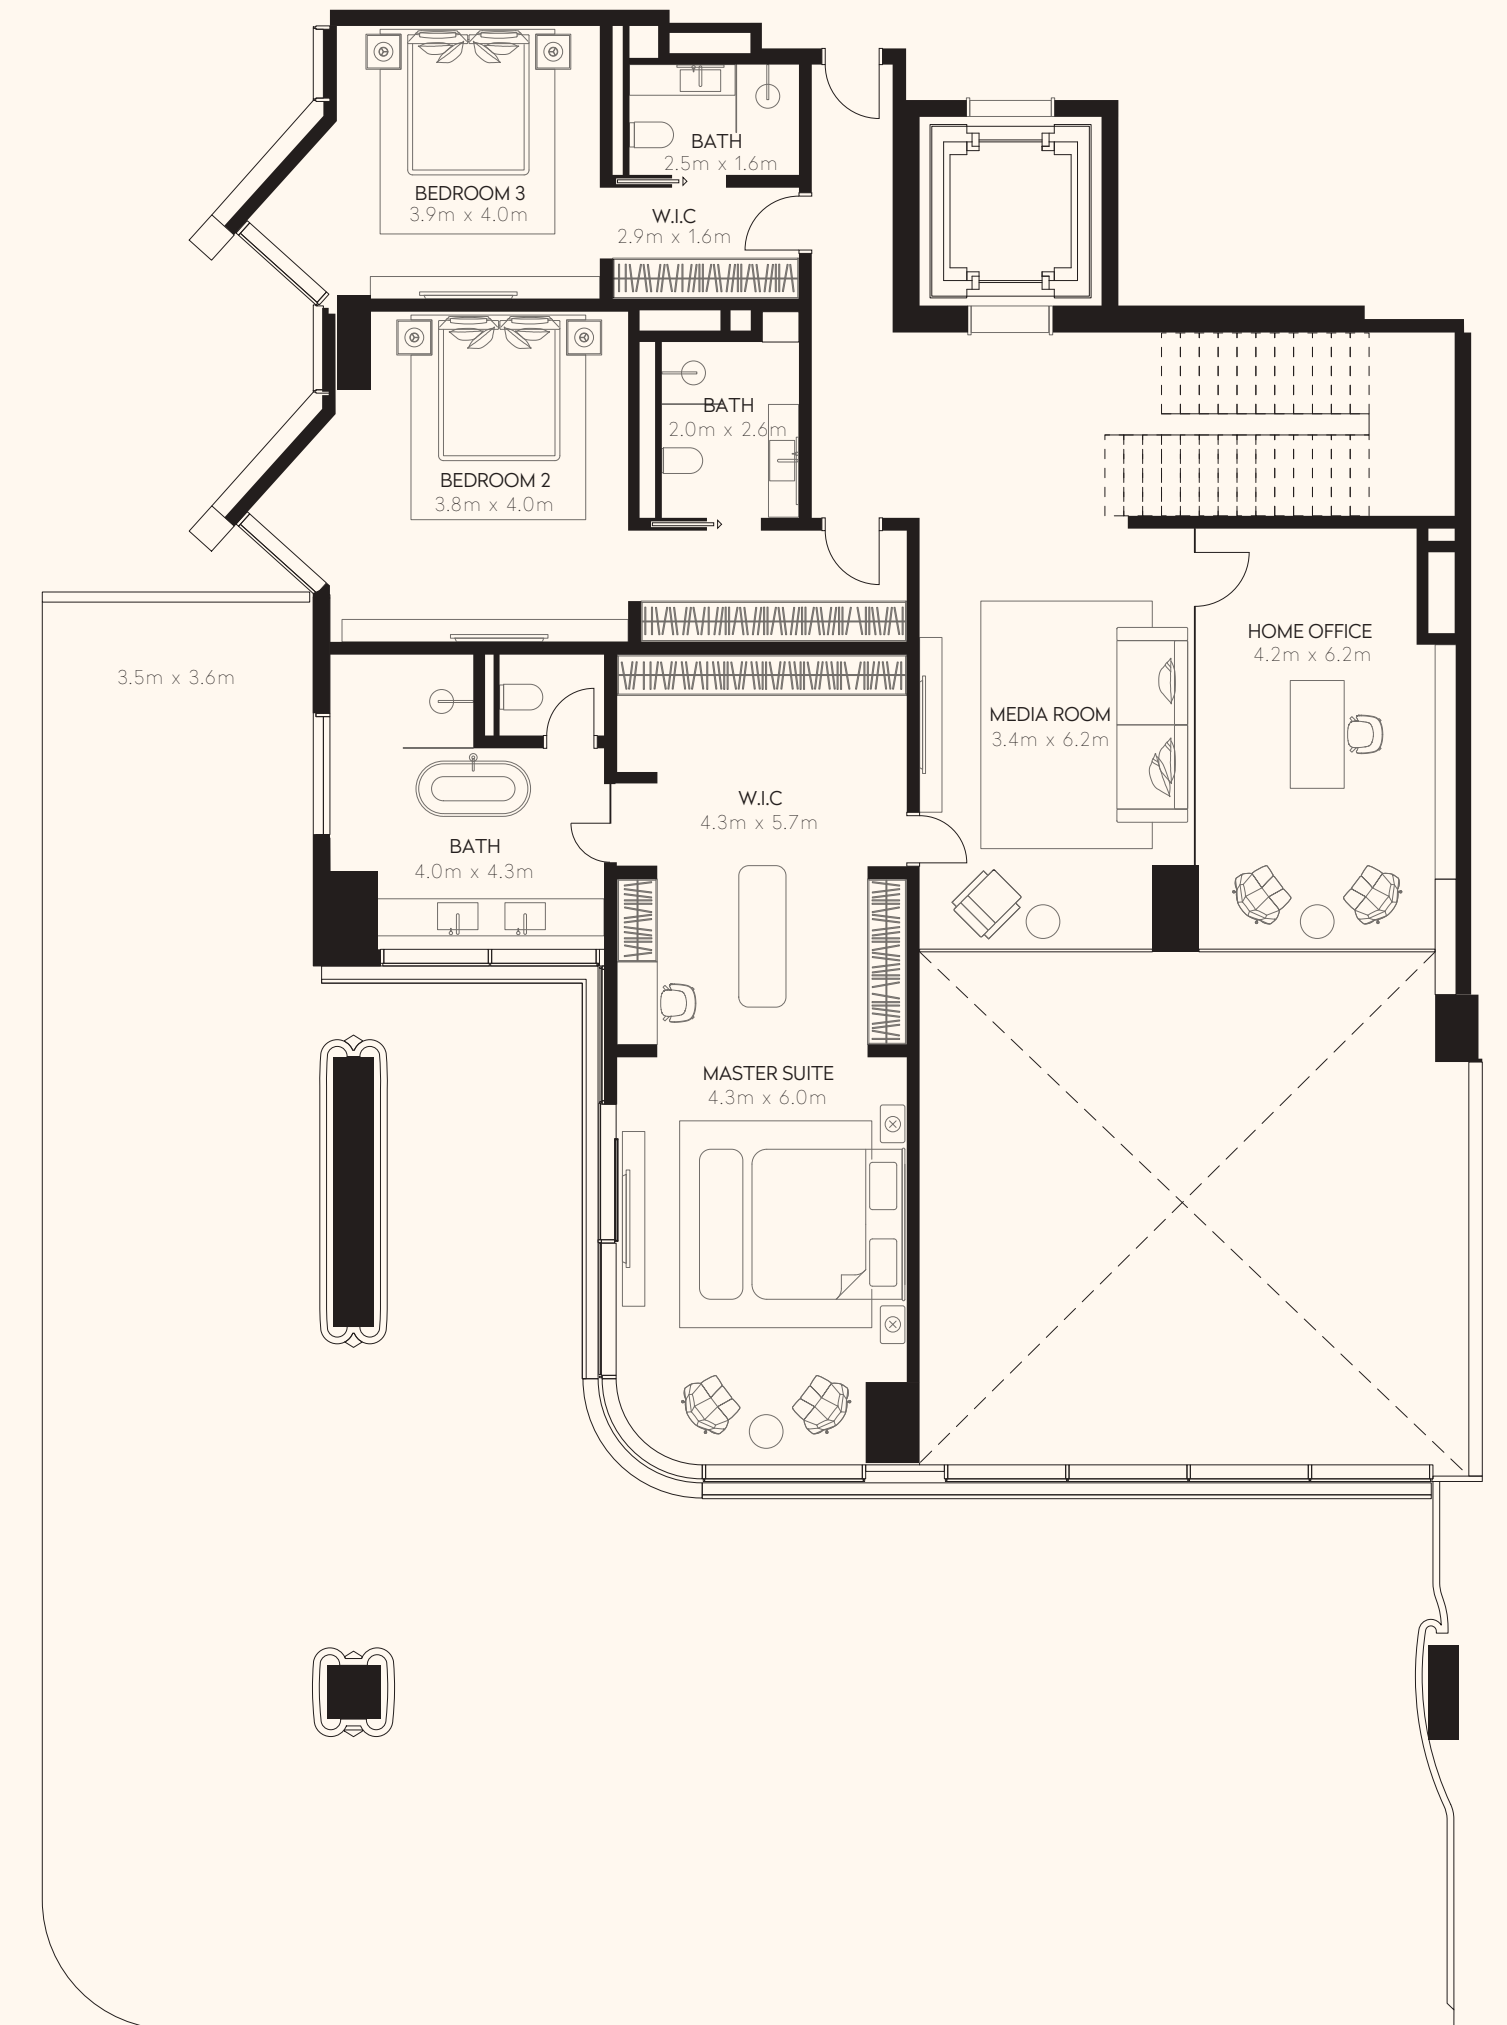 BATH
2.5m x 1.6m
BEDROOM 3
3.9m x 4.0m
W.I.C
2.9m x 1.6m
BATH
2.0m x 2.6m
BEDROOM 2
3.8m x 4.0m
HOME OFFICE
4.2m x 6.2m
3.5m x 3.6m
MEDIA ROOM
3.4m x 6.2m
W.I.C
4.3m x 5.7m
BATH
4.0m x 4.3m
MASTER SUITE
4.3m x 6.0m